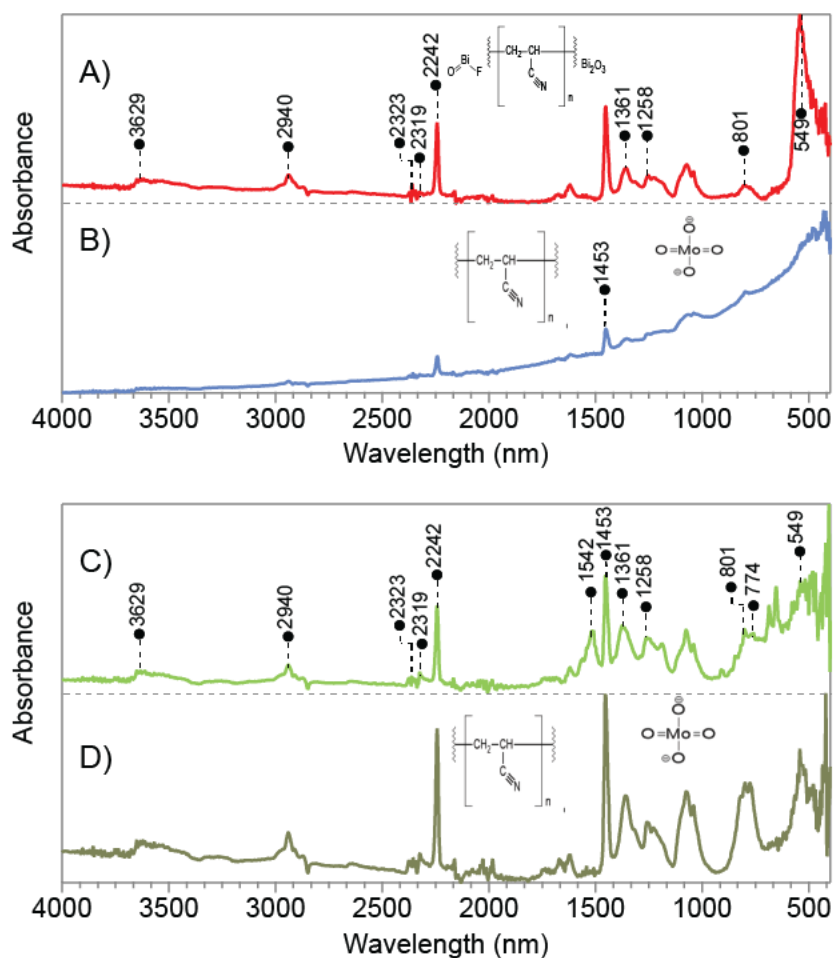 A)
3629
2940
2323
2319
2242
1361
1258
801
549
O Bi F
CH2 CH
C
N
n
Bi2O3
B)
CH2 CH
C
N
n ,
1453
O⊖
O=Mo=O
⊖O
Absorbance
Absorbance
4000 3500 3000 2500 2000 1500 1000 500
Wavelength (nm)
C)
3629
2940
2323
2319
2242
1542
1453
1361
1258
801
774
549
D)
CH2 CH
C
N
n ,
⊖
O
O=Mo=O
⊖O
Absorbance
Absorbance
4000 3500 3000 2500 2000 1500 1000 500
Wavelength (nm)